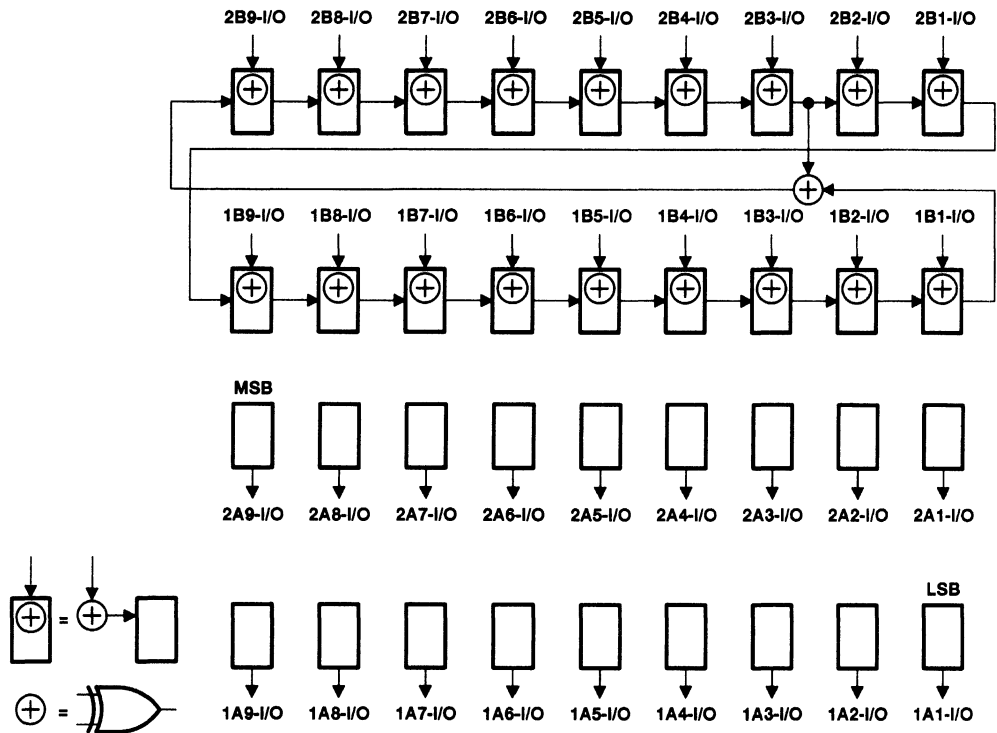 2B9-I/O 2B8-I/O 2B7-I/O 2B6-I/O 2B5-I/O 2B4-I/O 2B3-I/O 2B2-I/O 2B1-I/O
1B9-I/O 1B8-I/O 1B7-I/O 1B6-I/O 1B5-I/O 1B4-I/O 1B3-I/O 1B2-I/O 1B1-I/O
MSB
2A9-I/O 2A8-I/O 2A7-I/O 2A6-I/O 2A5-I/O 2A4-I/O 2A3-I/O 2A2-I/O 2A1-I/O
LSB
=
=
1A9-I/O 1A8-I/O 1A7-I/O 1A6-I/O 1A5-I/O 1A4-I/O 1A3-I/O 1A2-I/O 1A1-I/O